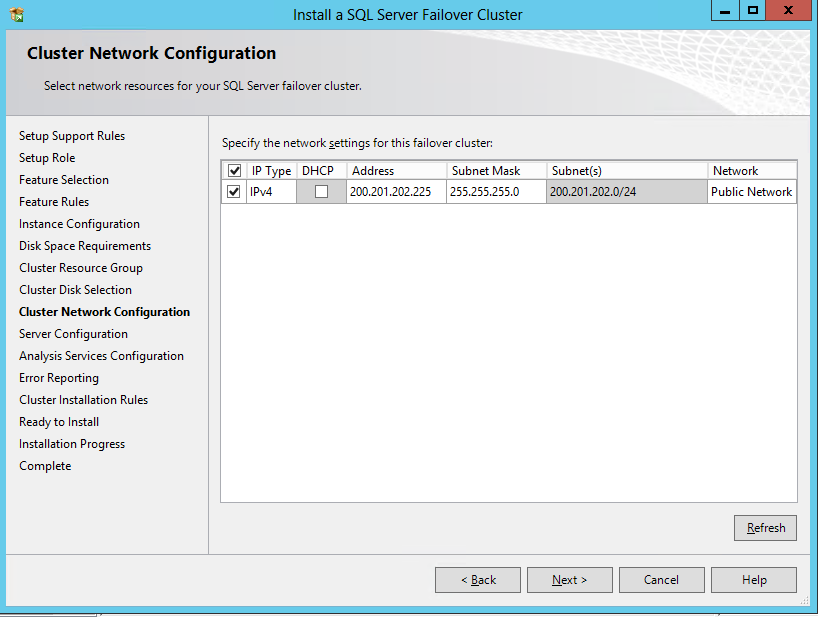 Install a SQL Server Failover Cluster
Cluster Network Configuration
Select network resources for your SQL Server failover cluster.
Setup Support Rules
Setup Role
Feature Selection
Feature Rules
Instance Configuration
Disk Space Requirements
Cluster Resource Group
Cluster Disk Selection
Cluster Network Configuration
Server Configuration
Analysis Services Configuration
Error Reporting
Cluster Installation Rules
Ready to Install
Installation Progress
Complete
Specify the network settings for this failover cluster:
IP Type DHCP Address Subnet Mask Subnet(s) Network
IPv4 200.201.202.225 255.255.255.0 200.201.202.0/24 Public Network
Refresh
< Back Next > Cancel Help